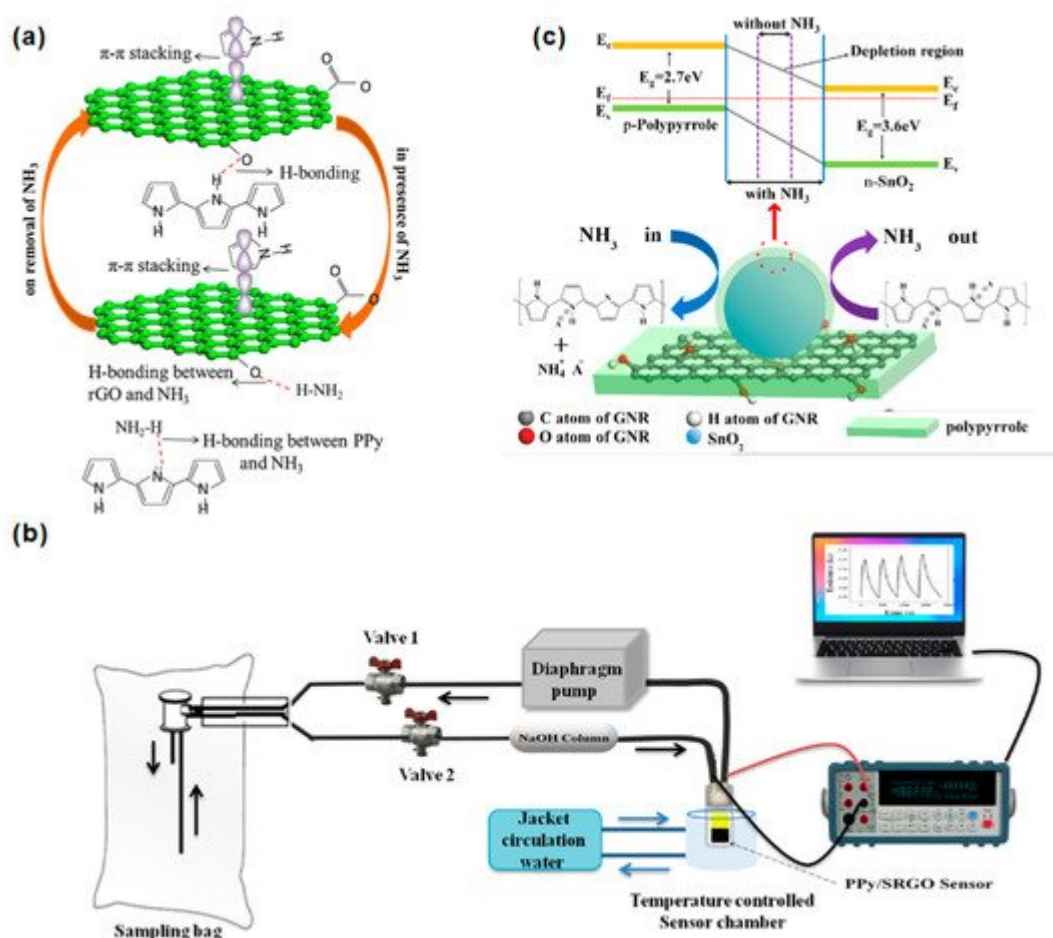 (a)
π-π stacking
N
H
O
O
O
H
H-bonding
N
H
N
N
H
on removal of NH3
in presence of NH3
π-π stacking
N
H
O
O
O
H-bonding between
rGO and NH3
H-NH2
NH2-H
H-bonding between PPy
and NH3
N
H
N
N
H
(c)
without NH3
Ec
Depletion region
Eg=2.7eV
Ec
Ef
Ef
Ev
p-Polypyrrole
Eg=3.6eV
Ev
n-SnO2
with NH3
NH3 in
NH3 out
+
NH4+ A-
C atom of GNR
H atom of GNR
O atom of GNR
SnO2
polypyrrole
(b)
Valve 1
Diaphragm
pump
NaOH Column
Valve 2
Jacket
circulation
water
PPy/SRGO Sensor
Temperature controlled
Sensor chamber
Sampling bag